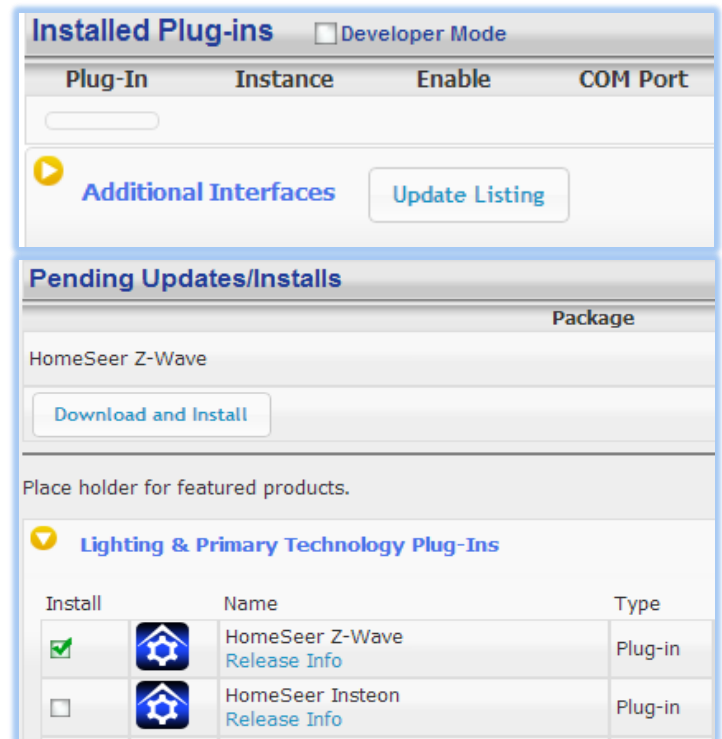 Installed Plug-ins Developer Mode
Plug-In Instance Enable COM Port
Additional Interfaces Update Listing
Pending Updates/Installs
Package
HomeSeer Z-Wave
Download and Install
Place holder for featured products.
Lighting & Primary Technology Plug-Ins
Install Name Type
HomeSeer Z-Wave Plug-in
Release Info
HomeSeer Insteon Plug-in
Release Info